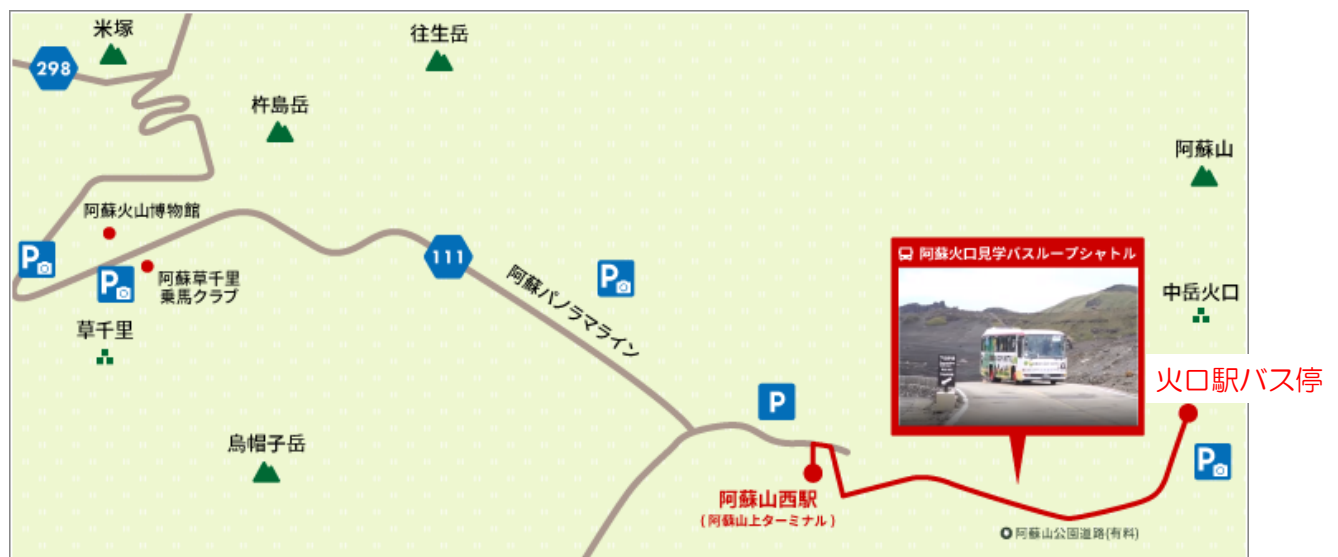 米塚
往生岳
298
杵島岳
阿蘇山
阿蘇火山博物館
111
阿蘇火口見学バスループシャトル
P
阿蘇パノラマライン
P
P
阿蘇草千里
乗馬クラブ
中岳火口
草千里
火口駅バス停
P
烏帽子岳
P
阿蘇山西駅
(阿蘇山上ターミナル)
阿蘇山公園道路(有料)